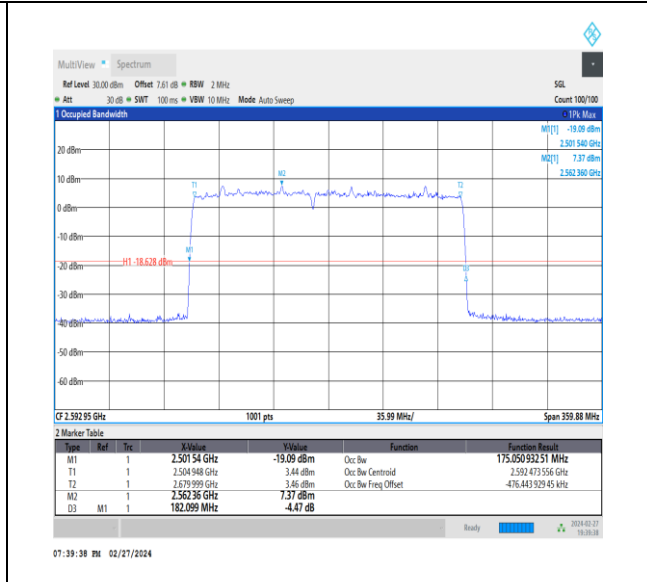 MultiView Spectrum
Ref Level 30.00 dBm Offset 7.61 dB RBW 2 MHz SGL
Att 30 dB SWT 100 ms VBW 10 MHz Mode Auto Sweep Count 100/100
1 Occupied Bandwidth 1Pk Max
M1[1] -19.09 dBm
2.501 540 GHz
20 dBm
M2[1] 7.37 dBm
2.562 360 GHz
10 dBm
T1 M2 T2
0 dBm
-10 dBm
M1
H1 -18.628 dBm
-20 dBm
-30 dBm
-40 dBm
-50 dBm
-60 dBm
CF 2.592 95 GHz 1001 pts 35.99 MHz/ Span 359.88 MHz
2 Marker Table
Type Ref Trc X-Value Y-Value Function Function Result
M1 1 2.501 54 GHz -19.09 dBm Occ Bw 175.050 932 51 MHz
T1 1 2.504 948 GHz 3.44 dBm Occ Bw Centroid 2.592 473 556 GHz
T2 1 2.679 999 GHz 3.46 dBm Occ Bw Freq Offset -476.443 929 45 kHz
M2 1 2.562 36 GHz 7.37 dBm
D3 M1 1 182.099 MHz -4.47 dB
Ready 2024-02-27
19:39:38
07:39:38 PM 02/27/2024